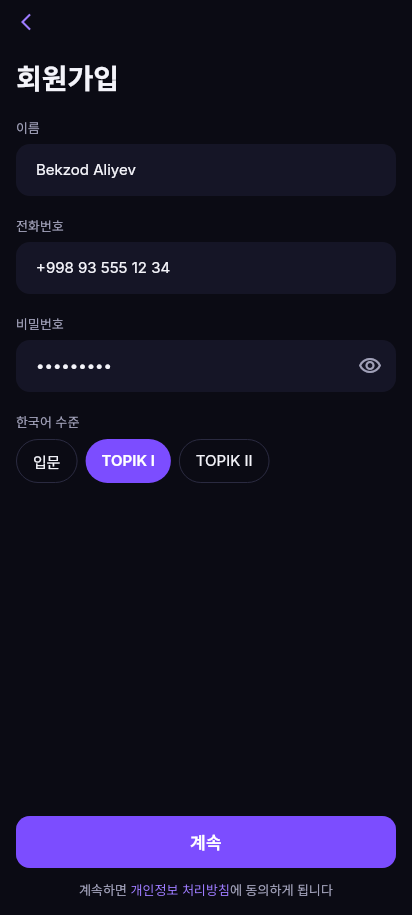 회원가입
이름
Bekzod Aliyev
전화번호
+998 93 555 12 34
비밀번호
•••••••••
한국어 수준
입문 TOPIK I TOPIK II
계속
계속하면 개인정보 처리방침에 동의하게 됩니다